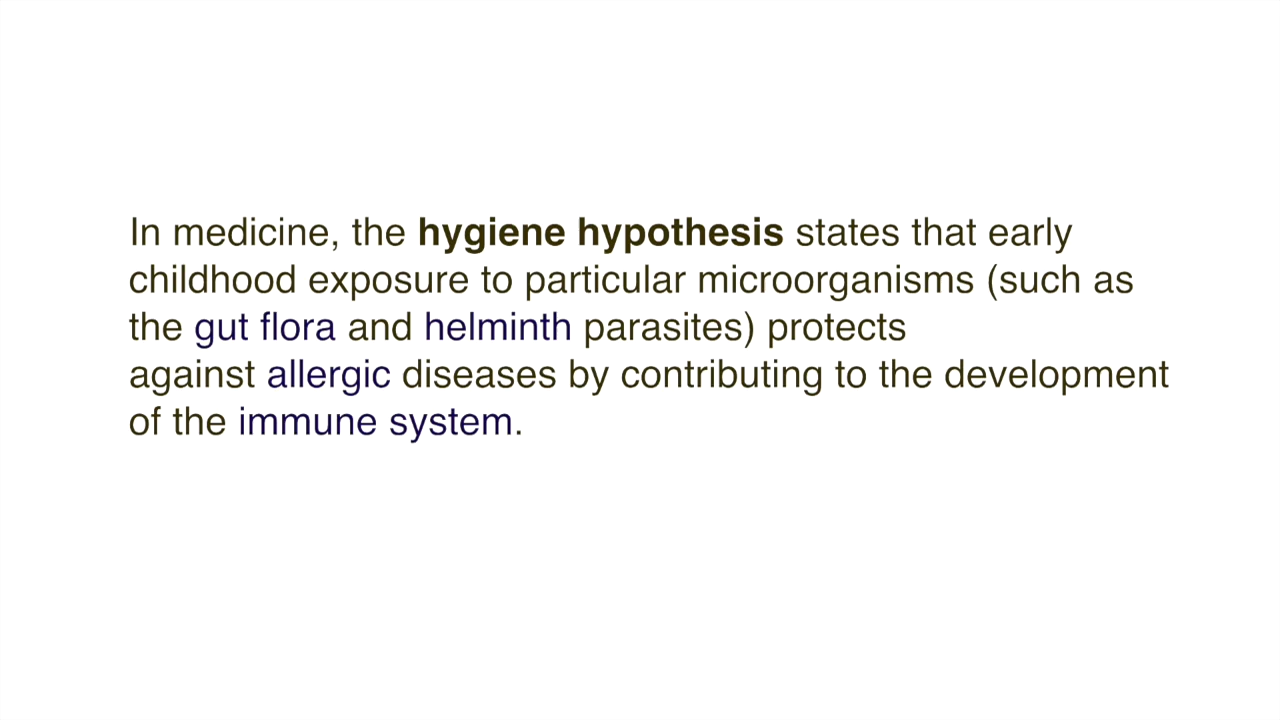 In medicine, the hygiene hypothesis states that early
childhood exposure to particular microorganisms (such as
the gut flora and helminth parasites) protects
against allergic diseases by contributing to the development
of the immune system.